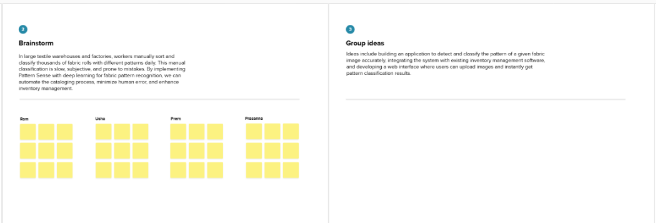 2
Brainstorm
In large textile warehouses and factories, workers manually sort and
classify thousands of fabric rolls with different patterns daily. This manual
classification is slow, subjective, and prone to mistakes. By implementing
Pattern Sense with deep learning for fabric pattern recognition, we can
automate the cataloging process, minimize human error, and enhance
inventory management.
3
Group ideas
Ideas include building an application to detect and classify the pattern of a given fabric
image accurately, integrating the system with existing inventory management software,
and developing a web interface where users can upload images and instantly get
pattern classification results.